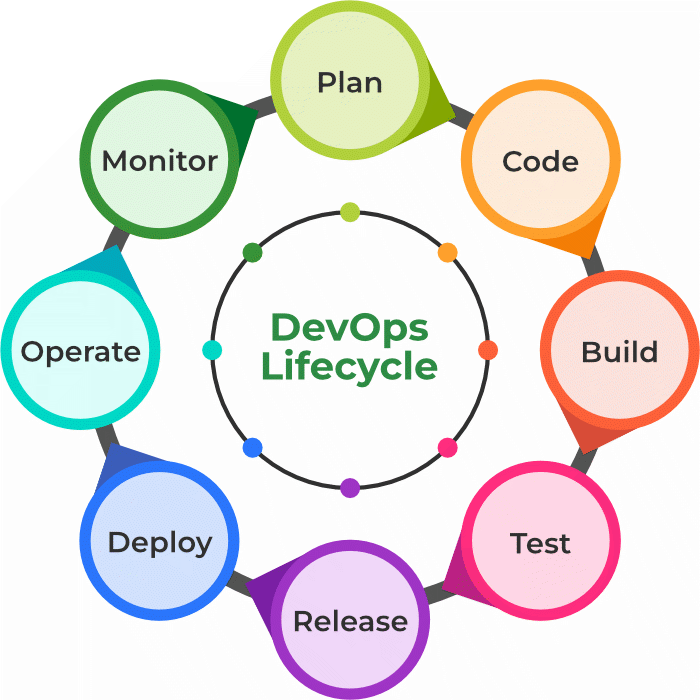 Plan
Code
Build
Test
Release
Deploy
Operate
Monitor
DevOps
Lifecycle